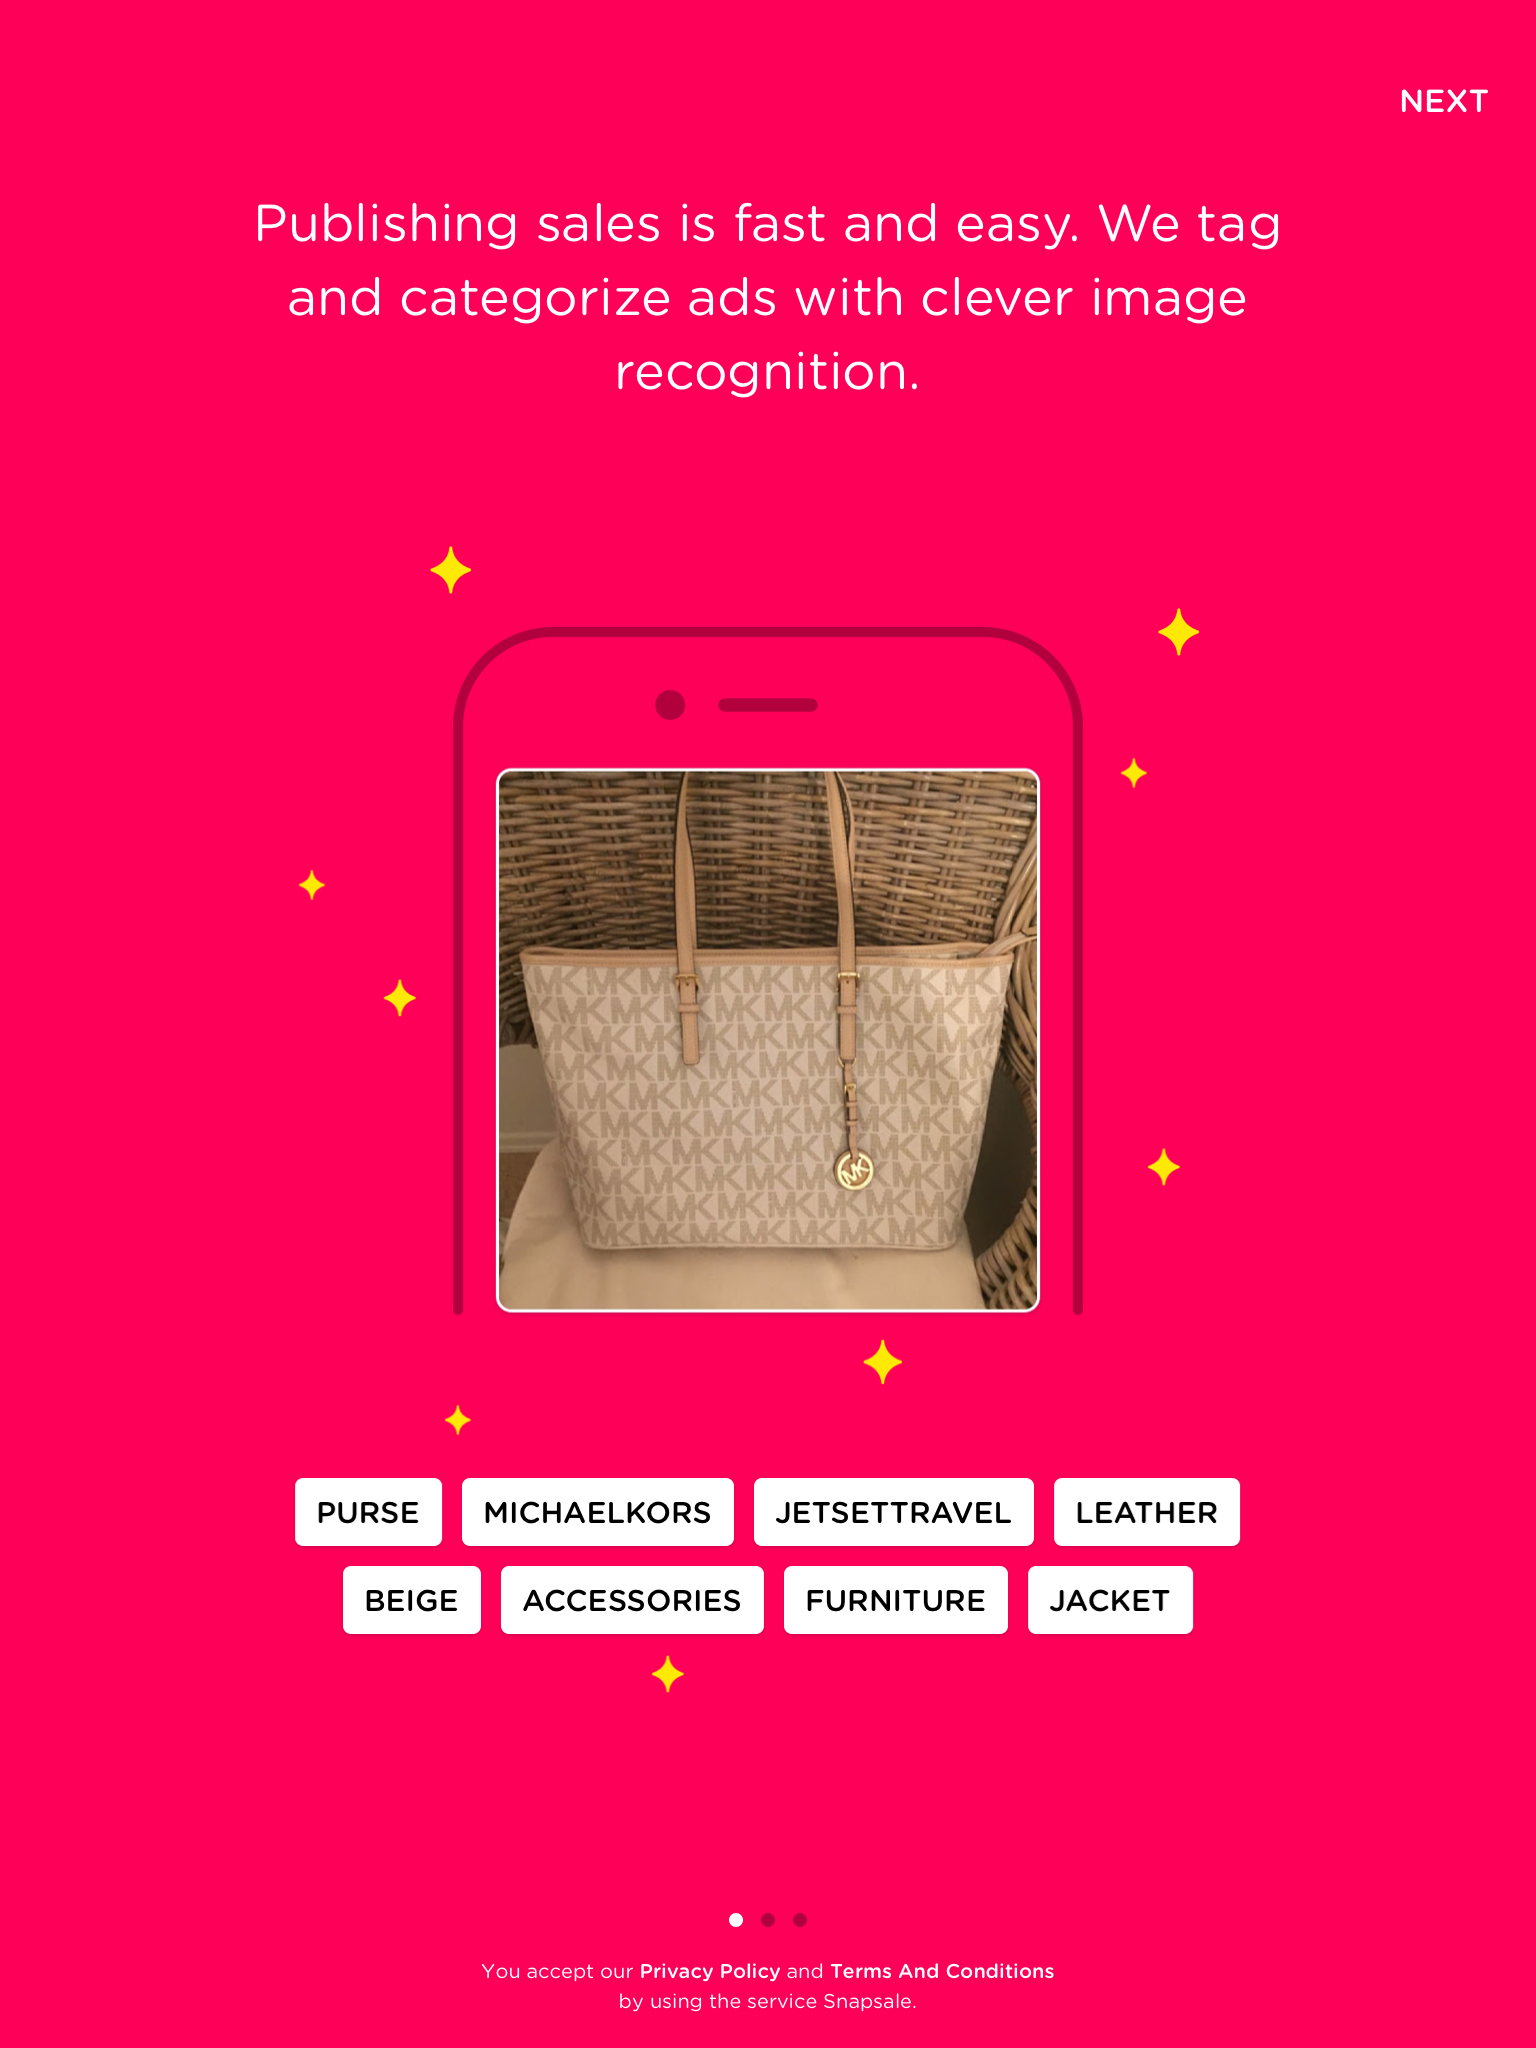 NEXT
Publishing sales is fast and easy. We tag
and categorize ads with clever image
recognition.
MK
PURSE MICHAELKORS JETSETTRAVEL LEATHER
BEIGE ACCESSORIES FURNITURE JACKET
You accept our Privacy Policy and Terms And Conditions
by using the service Snapsale.